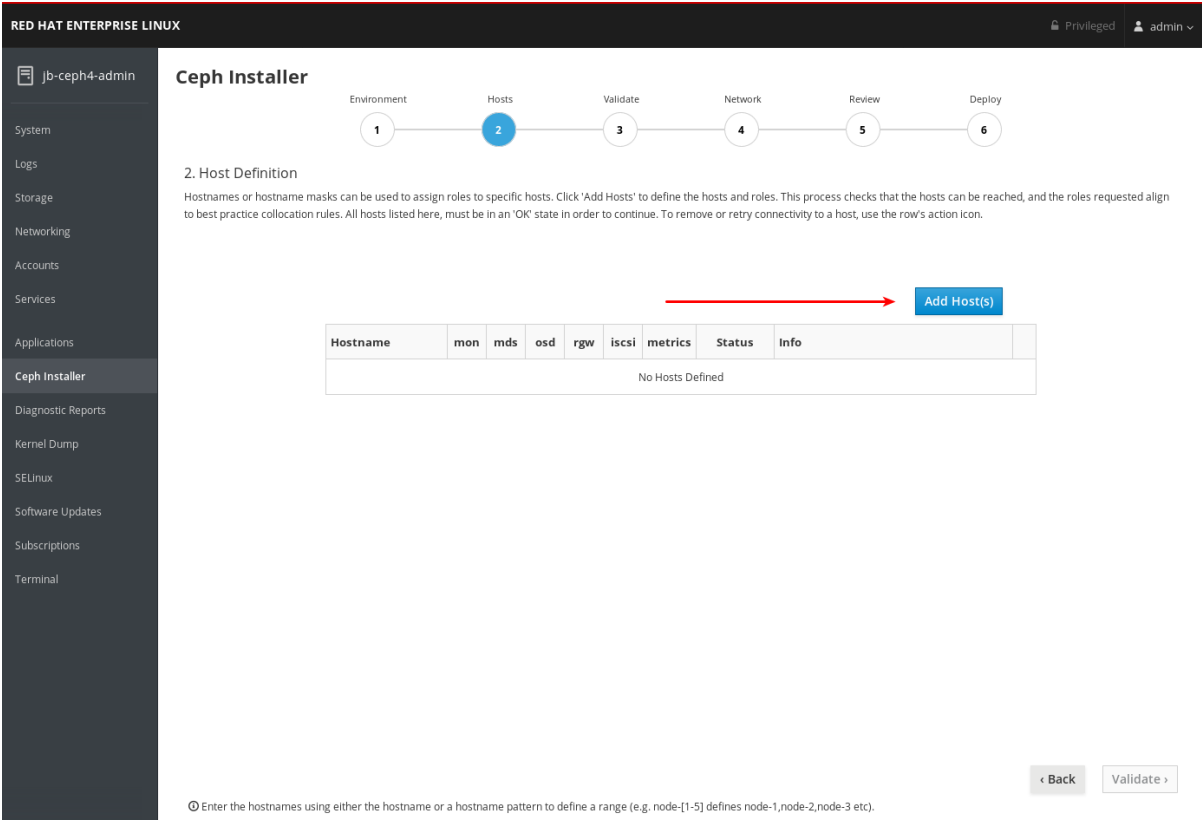 RED HAT ENTERPRISE LINUX
Privileged
admin
jb-ceph4-admin
System
Logs
Storage
Networking
Accounts
Services
Applications
Ceph Installer
Diagnostic Reports
Kernel Dump
SELinux
Software Updates
Subscriptions
Terminal
Ceph Installer
Environment Hosts Validate Network Review Deploy
1 2 3 4 5 6
2. Host Definition
Hostnames or hostname masks can be used to assign roles to specific hosts. Click 'Add Hosts' to define the hosts and roles. This process checks that the hosts can be reached, and the roles requested align
to best practice collocation rules. All hosts listed here, must be in an 'OK' state in order to continue. To remove or retry connectivity to a host, use the row's action icon.
Add Host(s)
Hostname mon mds osd rgw iscsi metrics Status Info
No Hosts Defined
‹ Back
Validate ›
Enter the hostnames using either the hostname or a hostname pattern to define a range (e.g. node-[1-5] defines node-1,node-2,node-3 etc).